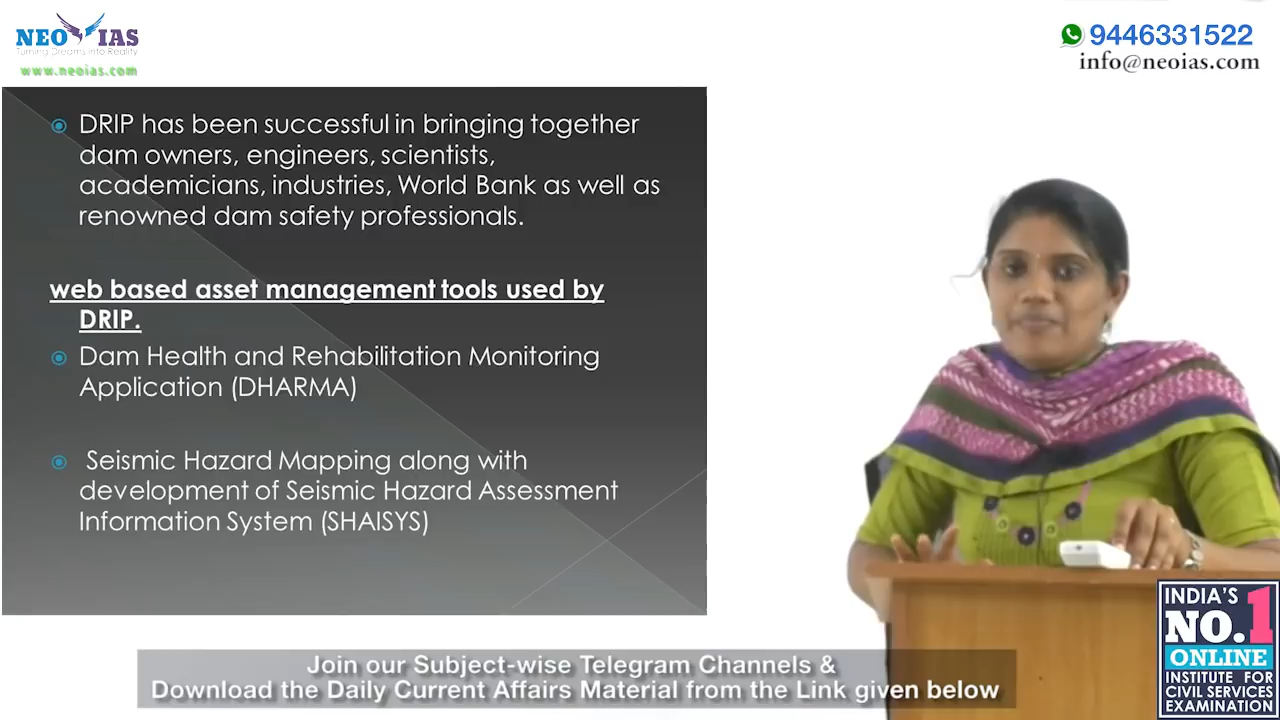 NEO IAS
Turning Dreams into Reality
www.neoias.com
9446331522
info@neoias.com
DRIP has been successful in bringing together
dam owners, engineers, scientists,
academicians, industries, World Bank as well as
renowned dam safety professionals.
web based asset management tools used by
DRIP.
Dam Health and Rehabilitation Monitoring
Application (DHARMA)
Seismic Hazard Mapping along with
development of Seismic Hazard Assessment
Information System (SHAISYS)
INDIA'S
NO.1
ONLINE
INSTITUTE FOR
CIVIL SERVICES
EXAMINATION
Join our Subject-wise Telegram Channels &
Download the Daily Current Affairs Material from the Link given below